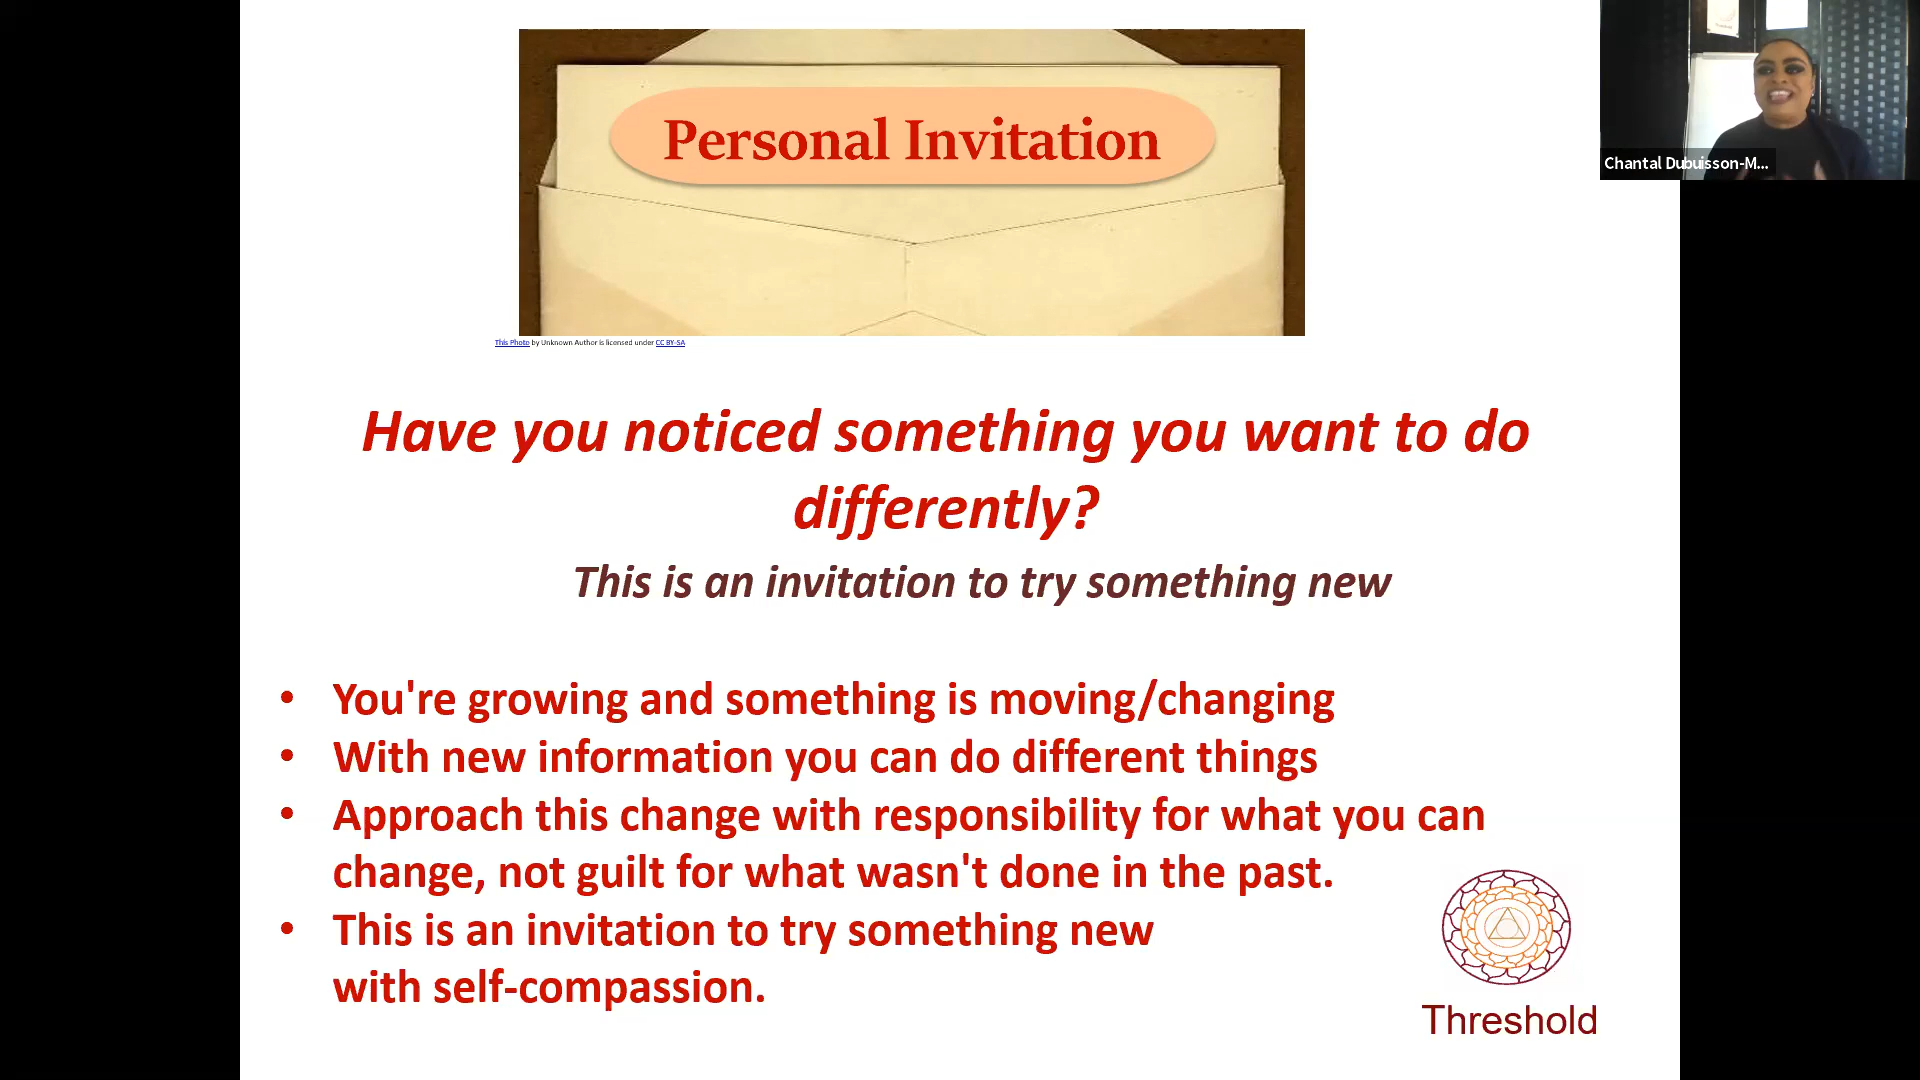 Personal Invitation
Chantal Dubuisson-M...
This Photo by Unknown Author is licensed under CC BY-SA
Have you noticed something you want to do
differently?
This is an invitation to try something new
• You're growing and something is moving/changing
• With new information you can do different things
• Approach this change with responsibility for what you can
change, not guilt for what wasn't done in the past.
• This is an invitation to try something new
with self-compassion.
Threshold